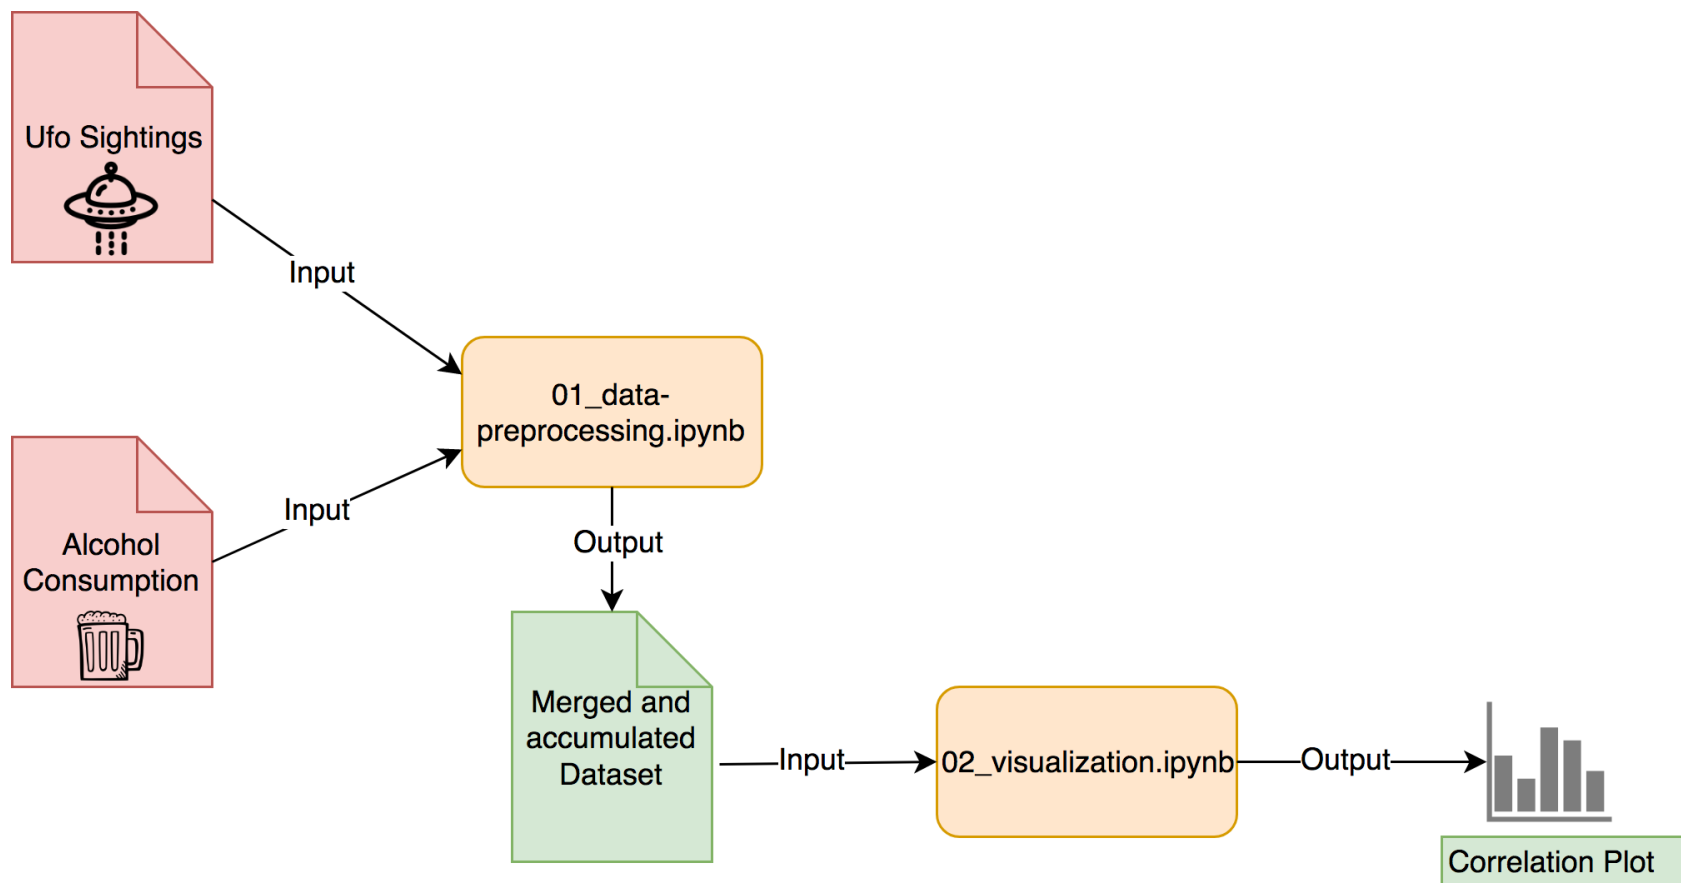 Ufo Sightings
Input
01_data-
preprocessing.ipynb
Input
Alcohol
Consumption
Output
Merged and
accumulated
Dataset
Input
02_visualization.ipynb
Output
Correlation Plot